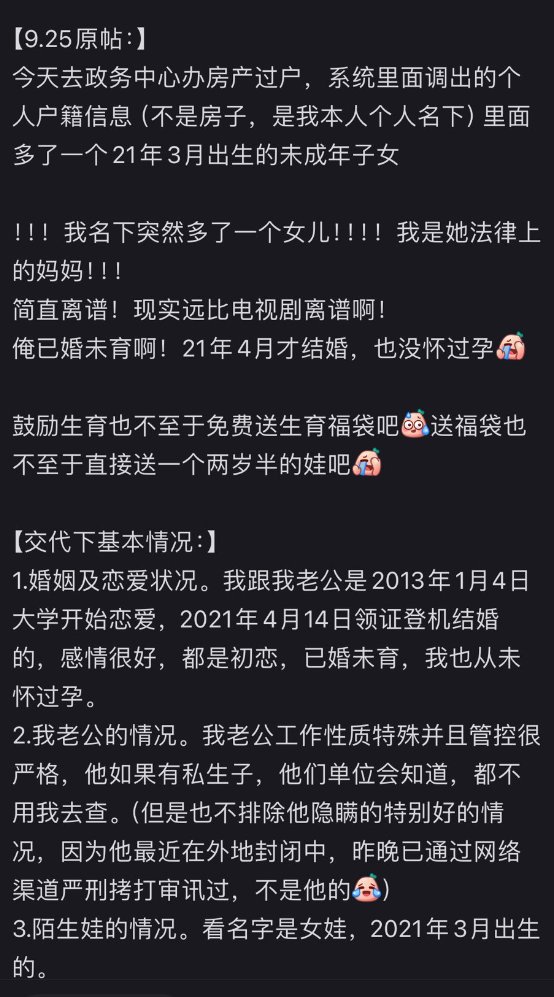 【9.25原帖:】
今天去政务中心办房产过户，系统里面调出的个
人户籍信息 (不是房子，是我本人个人名下) 里面
多了一个21年3月出生的未成年子女
!!! 我名下突然多了一个女儿!!!! 我是她法律上
的妈妈!!!
简直离谱! 现实远比电视剧离谱啊!
俺已婚未育啊! 21年4月才结婚，也没怀过孕
鼓励生育也不至于免费送生育福袋吧送福袋也
不至于直接送一个两岁半的娃吧
【交代下基本情况:】
1.婚姻及恋爱状况。我跟我老公是2013年1月4日
大学开始恋爱，2021年4月14日领证登机结婚
的，感情很好，都是初恋，已婚未育，我也从未
怀过孕。
2.我老公的情况。我老公工作性质特殊并且管控很
严格，他如果有私生子，他们单位会知道，都不
用我去查。(但是也不排除他隐瞒的特别好的情
况，因为他最近在外地封闭中，昨晚已通过网络
渠道严刑拷打审讯过，不是他的)
3.陌生娃的情况。看名字是女娃，2021年3月出生
的。